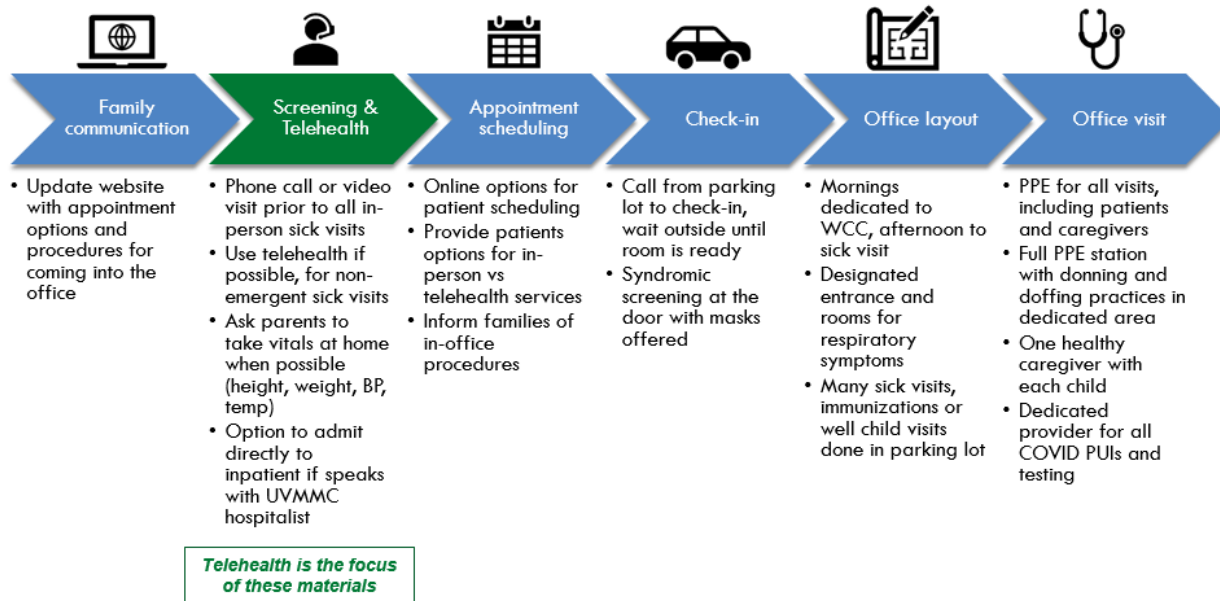 Family
communication
Screening &
Telehealth
Appointment
scheduling
Check-in
Office layout
Office visit
• Update website
with appointment
options and
procedures for
coming into the
office
• Phone call or video
visit prior to all in-
person sick visits
• Use telehealth if
possible, for non-
emergent sick visits
• Ask parents to
take vitals at home
when possible
(height, weight, BP,
temp)
• Option to admit
directly to
inpatient if speaks
with UVMMC
hospitalist
• Online options for
patient scheduling
• Provide patients
options for in-
person vs
telehealth services
• Inform families of
in-office
procedures
• Call from parking
lot to check-in,
wait outside until
room is ready
• Syndromic
screening at the
door with masks
offered
• Mornings
dedicated to
WCC, afternoon to
sick visit
• Designated
entrance and
rooms for
respiratory
symptoms
• Many sick visits,
immunizations or
well child visits
done in parking lot
• PPE for all visits,
including patients
and caregivers
• Full PPE station
with donning and
doffing practices in
dedicated area
• One healthy
caregiver with
each child
• Dedicated
provider for all
COVID PUIs and
testing
Telehealth is the focus
of these materials